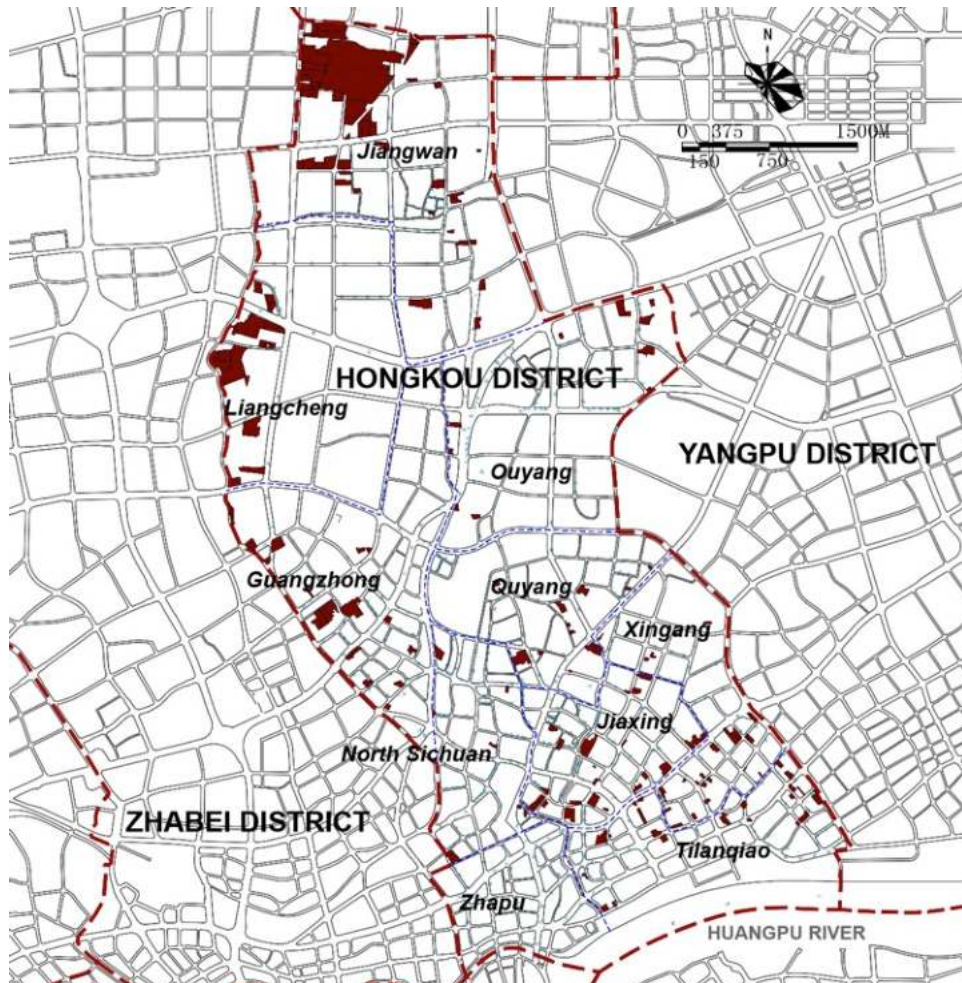 N
0 375 1500M
150 750
Jiangwan
HONGKOU DISTRICT
Liangcheng
YANGPU DISTRICT
Ouyang
Guangzhong
Quyang
Xingang
Jiaxing
North Sichuan
ZHABEI DISTRICT
Tilanqiao
Zhapu
HUANGPU RIVER